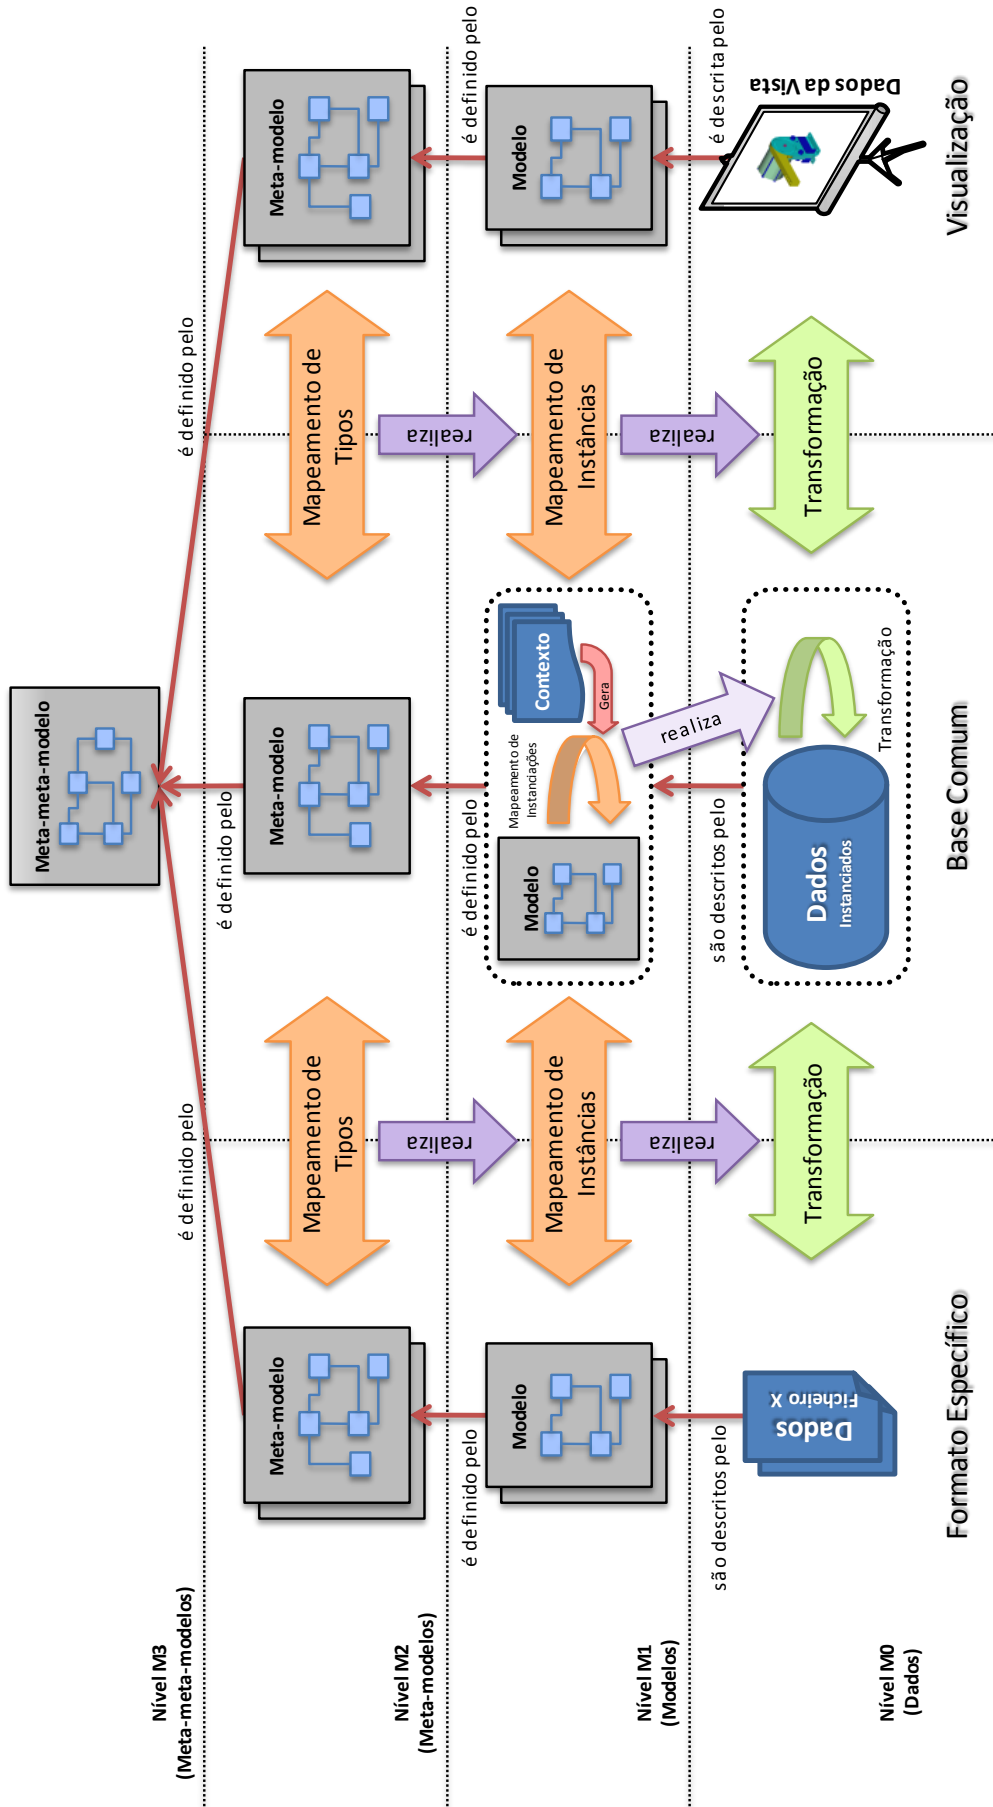 Nível M3
(Meta-meta-modelos)
Meta-meta-modelo
é definido pelo
é definido pelo
é definido pelo
Nível M2
(Meta-modelos)
Meta-modelo
Mapeamento de
Tipos
Meta-modelo
Mapeamento de
Tipos
Meta-modelo
realiza
realiza
é definido pelo
é definido pelo
é definido pelo
Nível M1
(Modelos)
Modelo
Mapeamento de
Instâncias
Modelo
Mapeamento de
Instanciações
Contexto
Gera
Mapeamento de
Instâncias
Modelo
realiza
realiza
realiza
são descritos pelo
são descritos pelo
é descrita pelo
Nível M0
(Dados)
Dados
Ficheiro X
Transformação
Dados
Instanciados
Transformação
Transformação
Dados da Vista
Formato Específico
Base Comum
Visualização